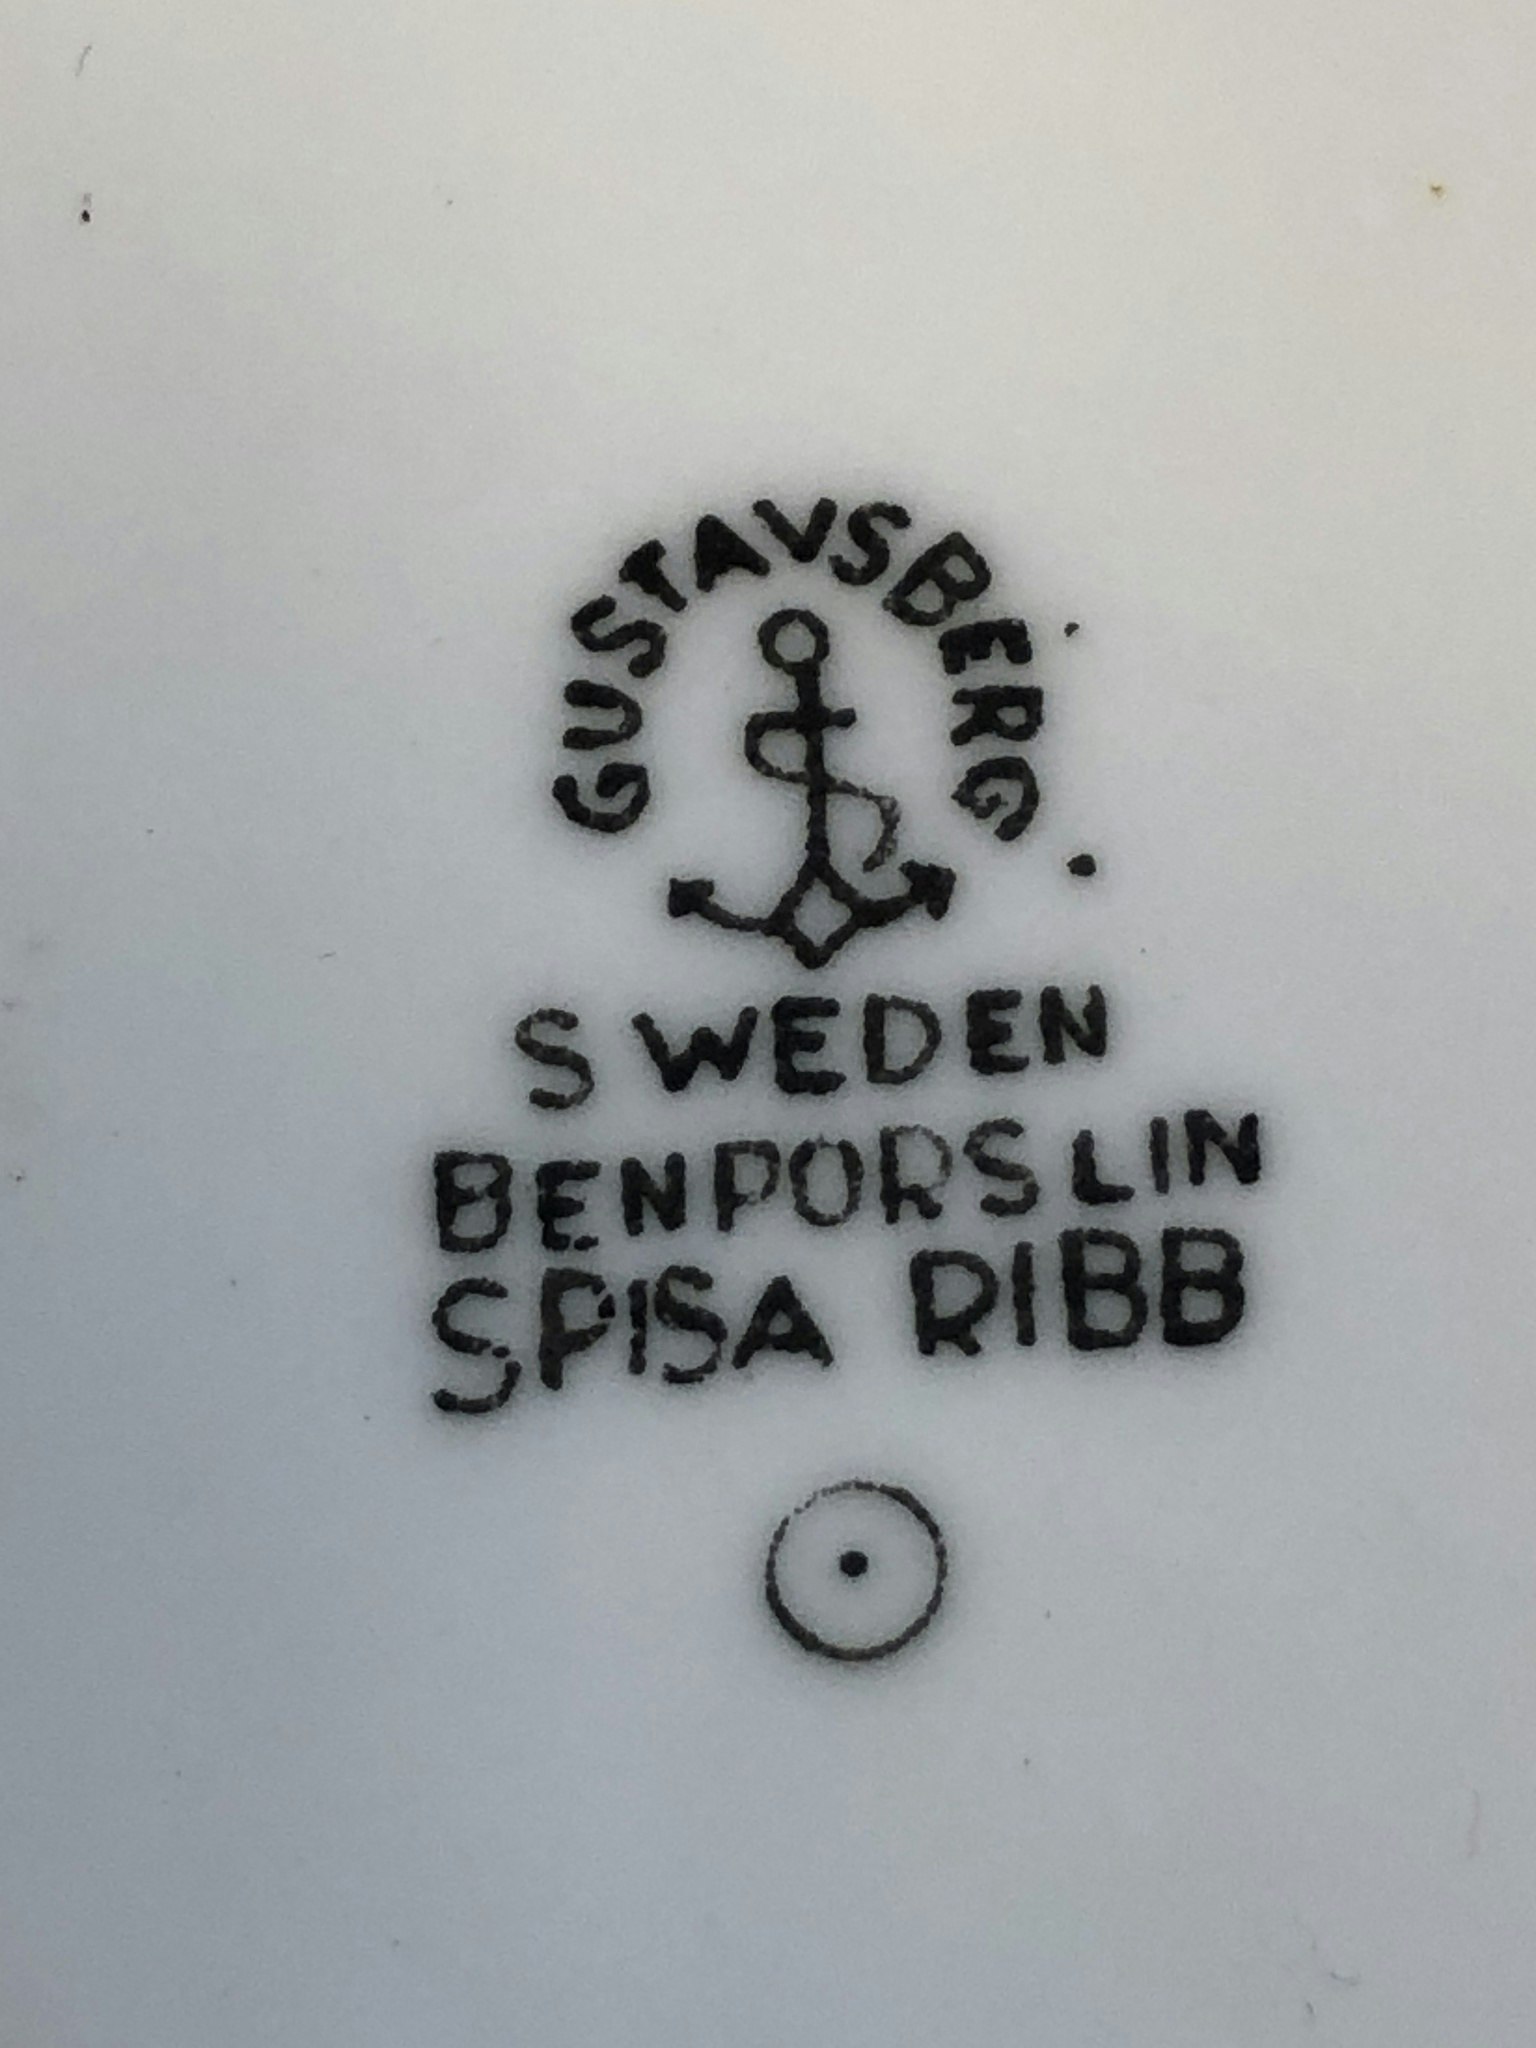 GUSTAVSBERG
SWEDEN
BENPORSLIN
SPISA RIBB